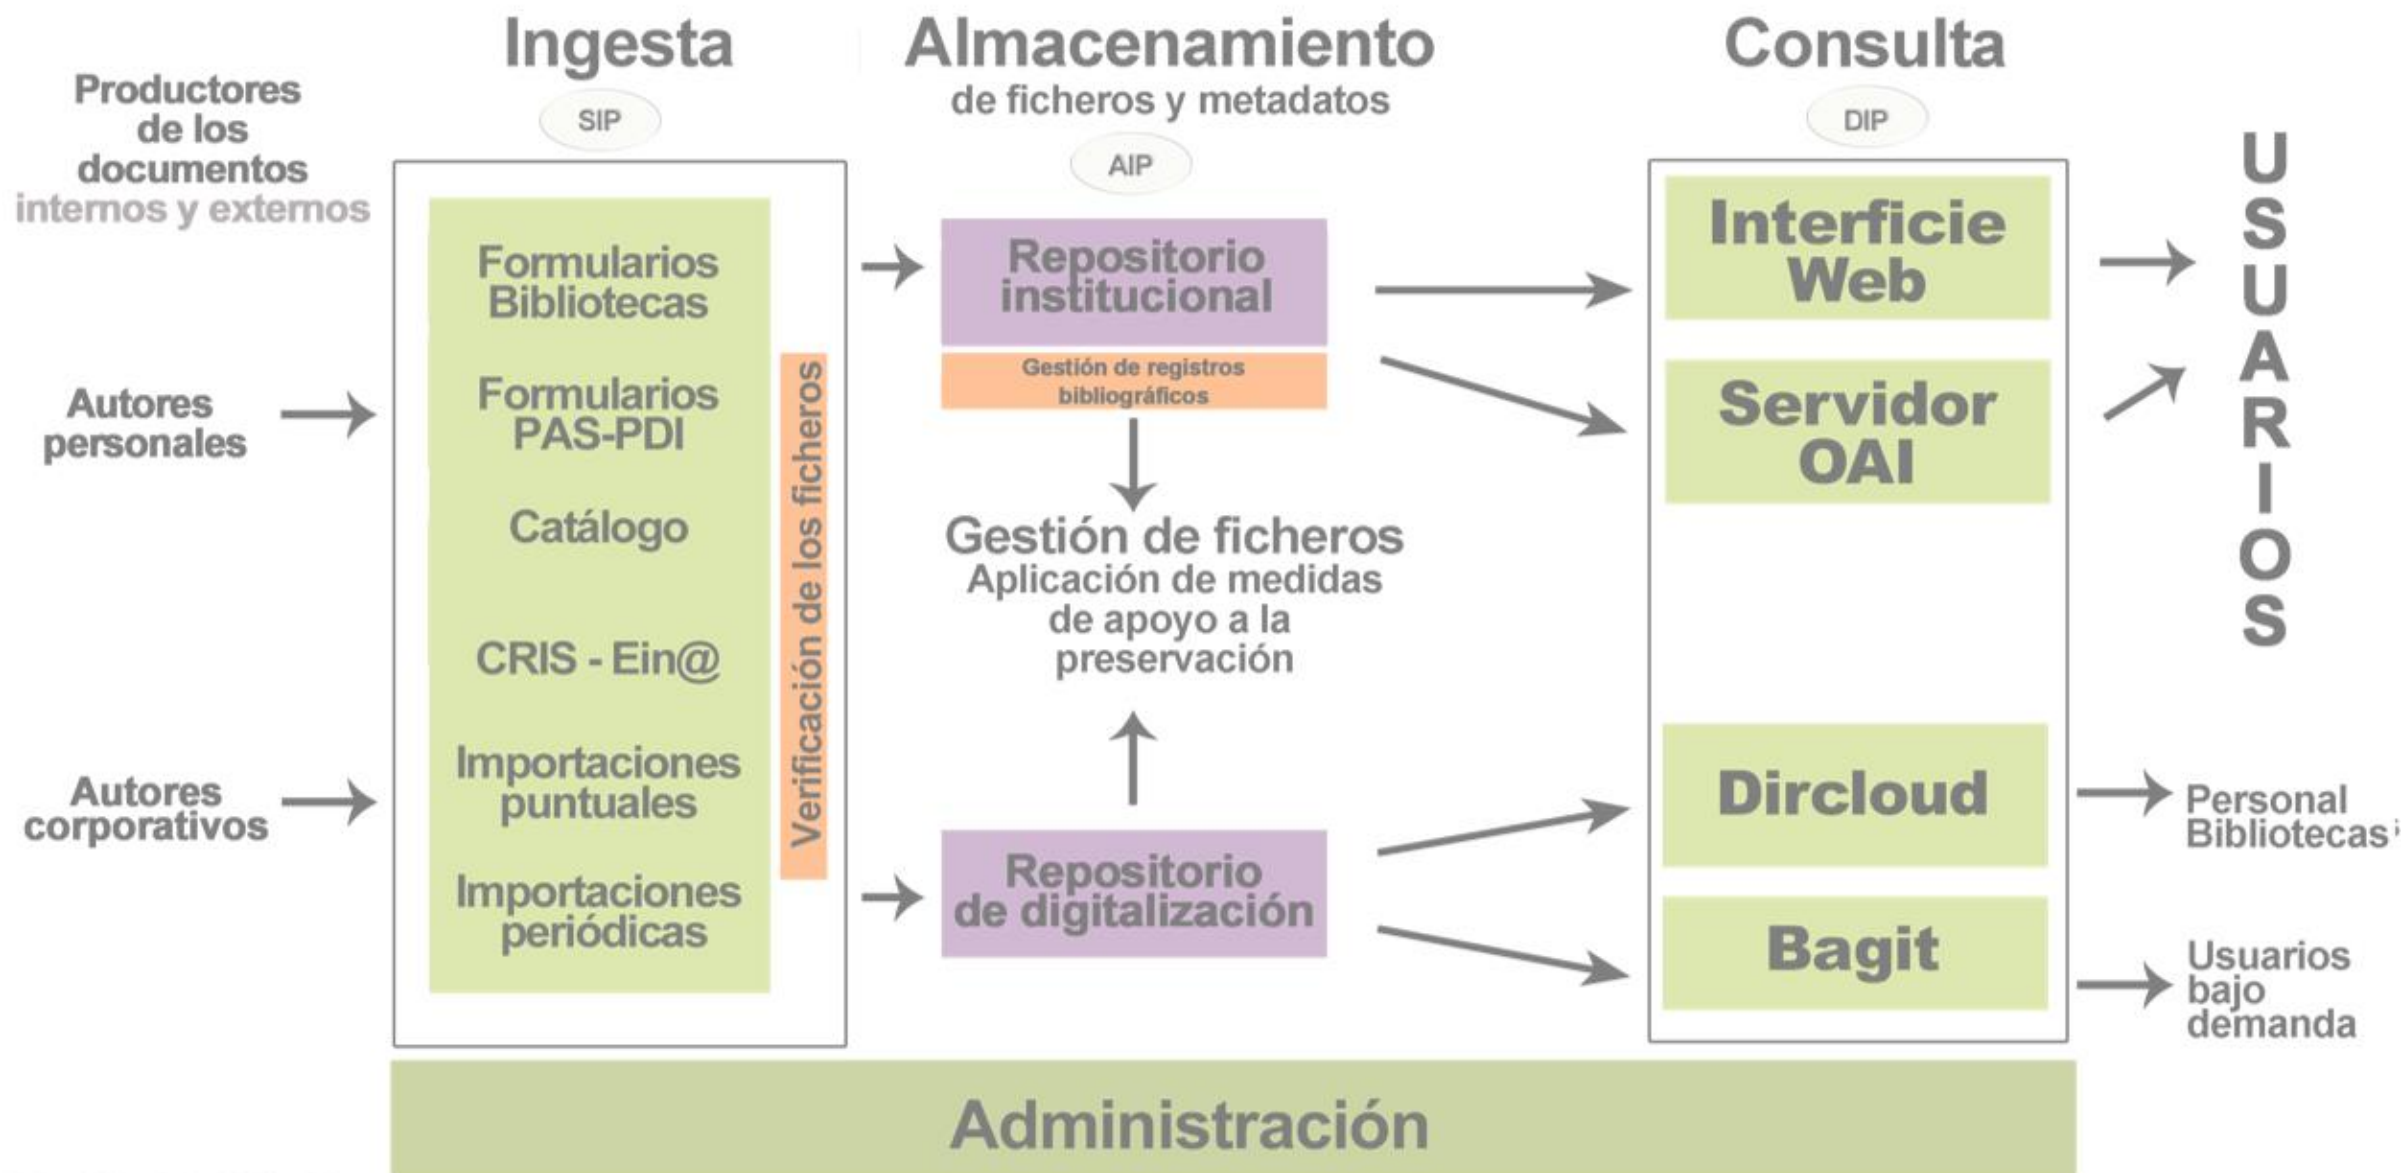 Ingesta
SIP
Almacenamiento
de ficheros y metadatos
AIP
Consulta
DIP
Productores
de los
documentos
internos y externos
Autores
personales
Autores
corporativos
Formularios
Bibliotecas
Formularios
PAS-PDI
Catálogo
CRIS - Ein@
Importaciones
puntuales
Importaciones
periódicas
Verificación de los ficheros
Repositorio
institucional
Gestión de registros
bibliográficos
Gestión de ficheros
Aplicación de medidas
de apoyo a la
preservación
Repositorio
de digitalización
Interficie
Web
Servidor
OAI
Dircloud
Bagit
USUARIOS
Personal
Bibliotecas
Usuarios
bajo
demanda
Administración